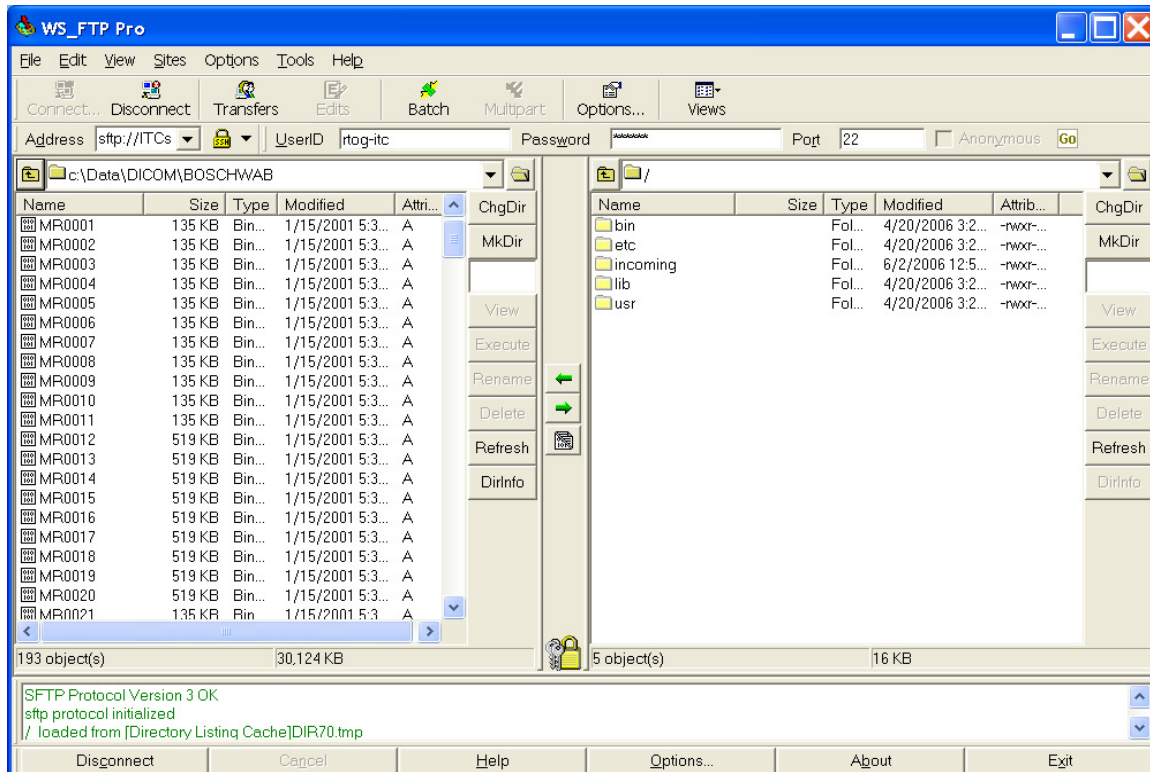 WS_FTP Pro
File Edit View Sites Options Tools Help
Connect... Disconnect Transfers Edits Batch Multipart Options... Views
Address sftp://ITCs SSH UserID rtog-itc Password ******** Port 22 Anonymous Go
c:\Data\DICOM\BOSCHWAB /
Name Size Type Modified Attri... ChgDir Name Size Type Modified Attrib... ChgDir
MR0001 135 KB Bin... 1/15/2001 5:3... A bin Fol... 4/20/2006 3:2... -rwxr-...
MR0002 135 KB Bin... 1/15/2001 5:3... A MkDir etc Fol... 4/20/2006 3:2... -rwxr-... MkDir
MR0003 135 KB Bin... 1/15/2001 5:3... A incoming Fol... 6/2/2006 12:5... -rwxr-...
MR0004 135 KB Bin... 1/15/2001 5:3... A lib Fol... 4/20/2006 3:2... -rwxr-...
MR0005 135 KB Bin... 1/15/2001 5:3... A View usr Fol... 4/20/2006 3:2... -rwxr-... View
MR0006 135 KB Bin... 1/15/2001 5:3... A
MR0007 135 KB Bin... 1/15/2001 5:3... A Execute Execute
MR0008 135 KB Bin... 1/15/2001 5:3... A
MR0009 135 KB Bin... 1/15/2001 5:3... A Rename Rename
MR0010 135 KB Bin... 1/15/2001 5:3... A
MR0011 135 KB Bin... 1/15/2001 5:3... A Delete Delete
MR0012 519 KB Bin... 1/15/2001 5:3... A
MR0013 519 KB Bin... 1/15/2001 5:3... A Refresh Refresh
MR0014 519 KB Bin... 1/15/2001 5:3... A
MR0015 519 KB Bin... 1/15/2001 5:3... A DirInfo DirInfo
MR0016 519 KB Bin... 1/15/2001 5:3... A
MR0017 519 KB Bin... 1/15/2001 5:3... A
MR0018 519 KB Bin... 1/15/2001 5:3... A
MR0019 519 KB Bin... 1/15/2001 5:3... A
MR0020 519 KB Bin... 1/15/2001 5:3... A
MR0021 135 KB Bin 1/15/2001 5:3 A
193 object(s) 30,124 KB 5 object(s) 16 KB
SFTP Protocol Version 3 OK
sftp protocol initialized
/ loaded from [Directory Listing Cache]DIR70.tmp
Disconnect Cancel Help Options... About Exit